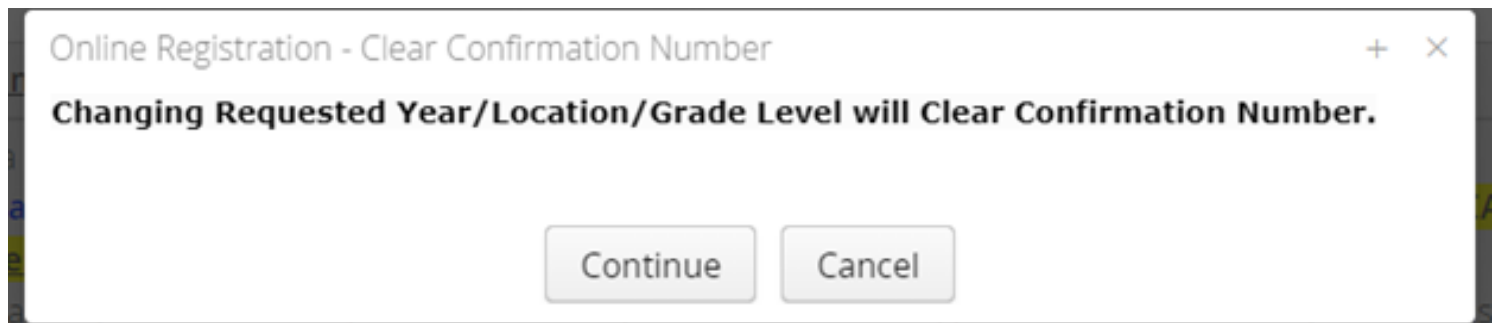 Online Registration - Clear Confirmation Number
Changing Requested Year/Location/Grade Level will Clear Confirmation Number.
Continue
Cancel